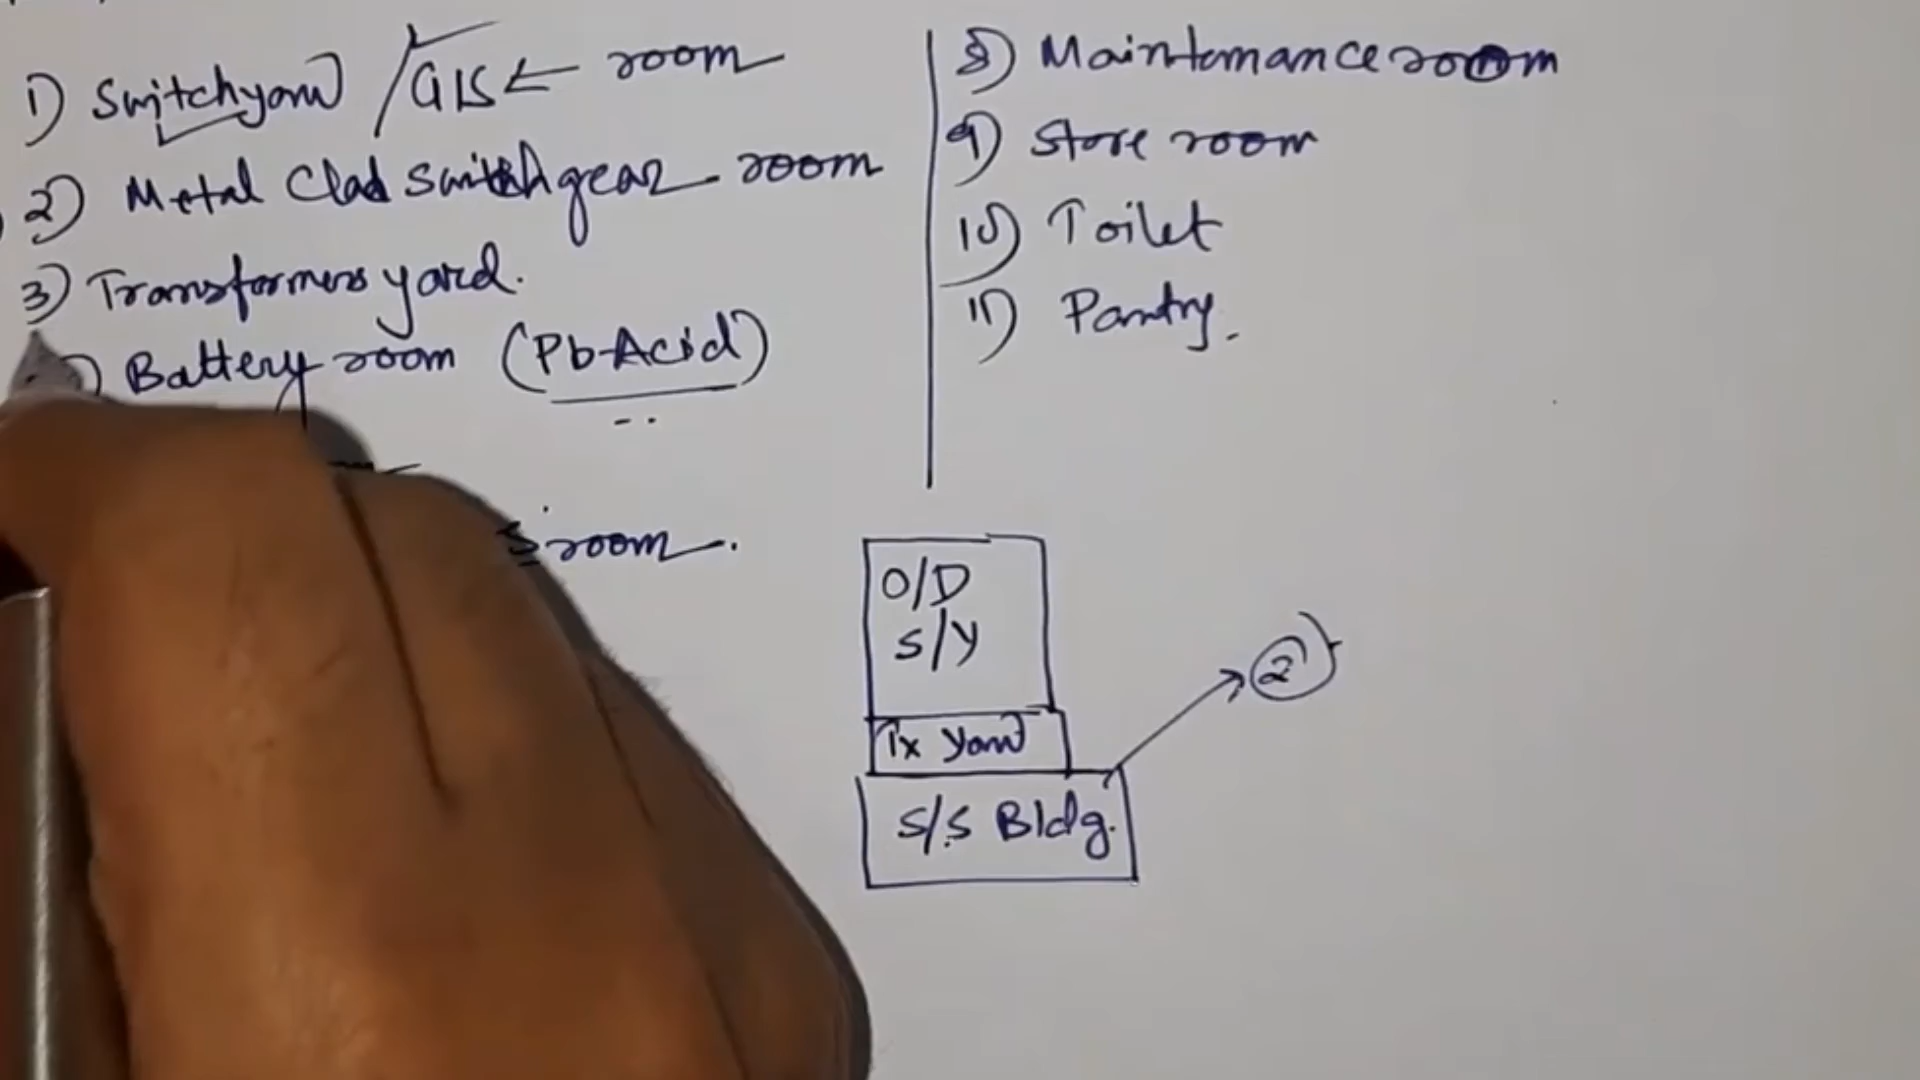 1) Switchyard / GIS ← room
2) Metal Clad Switchgear room
3) Transformers yard.
) Battery room (Pb-Acid)
s room.
8) Maintenance room
9) Store room
10) Toilet
11) Pantry.
O/D
S/Y
Tx Yard
S/S Bldg.
2)